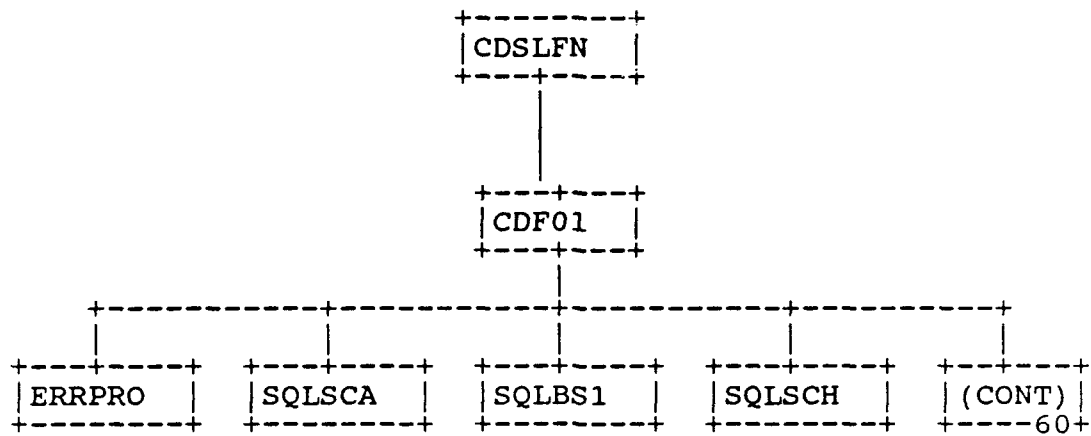 CDSLFN
CDF01
ERRPRO SQLSCA SQLBS1 SQLSCH (CONT)
60